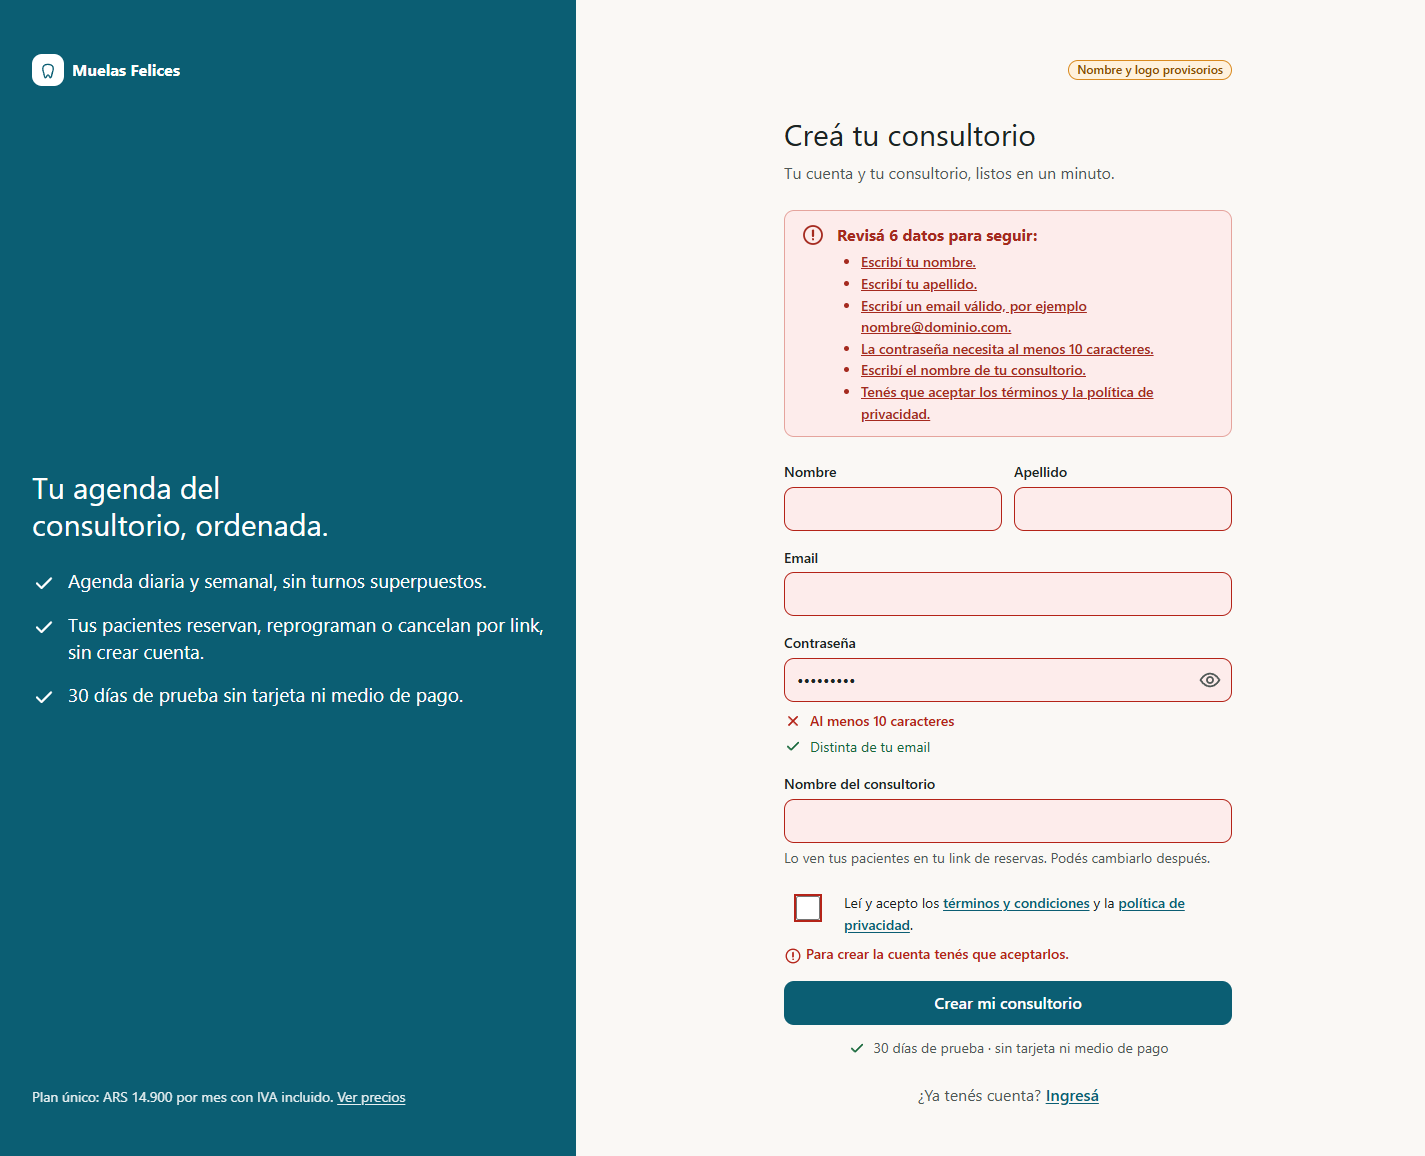 Muelas Felices
Tu agenda del
consultorio, ordenada.
Agenda diaria y semanal, sin turnos superpuestos.
Tus pacientes reservan, reprograman o cancelan por link,
sin crear cuenta.
30 días de prueba sin tarjeta ni medio de pago.
Plan único: ARS 14.900 por mes con IVA incluido. Ver precios
Nombre y logo provisorios
Creá tu consultorio
Tu cuenta y tu consultorio, listos en un minuto.
Revisá 6 datos para seguir:
Escribí tu nombre.
Escribí tu apellido.
Escribí un email válido, por ejemplo
nombre@dominio.com.
La contraseña necesita al menos 10 caracteres.
Escribí el nombre de tu consultorio.
Tenés que aceptar los términos y la política de
privacidad.
Nombre
Apellido
Email
Contraseña
•••••••••
Al menos 10 caracteres
Distinta de tu email
Nombre del consultorio
Lo ven tus pacientes en tu link de reservas. Podés cambiarlo después.
Leí y acepto los términos y condiciones y la política de
privacidad.
Para crear la cuenta tenés que aceptarlos.
Crear mi consultorio
30 días de prueba · sin tarjeta ni medio de pago
¿Ya tenés cuenta? Ingresá